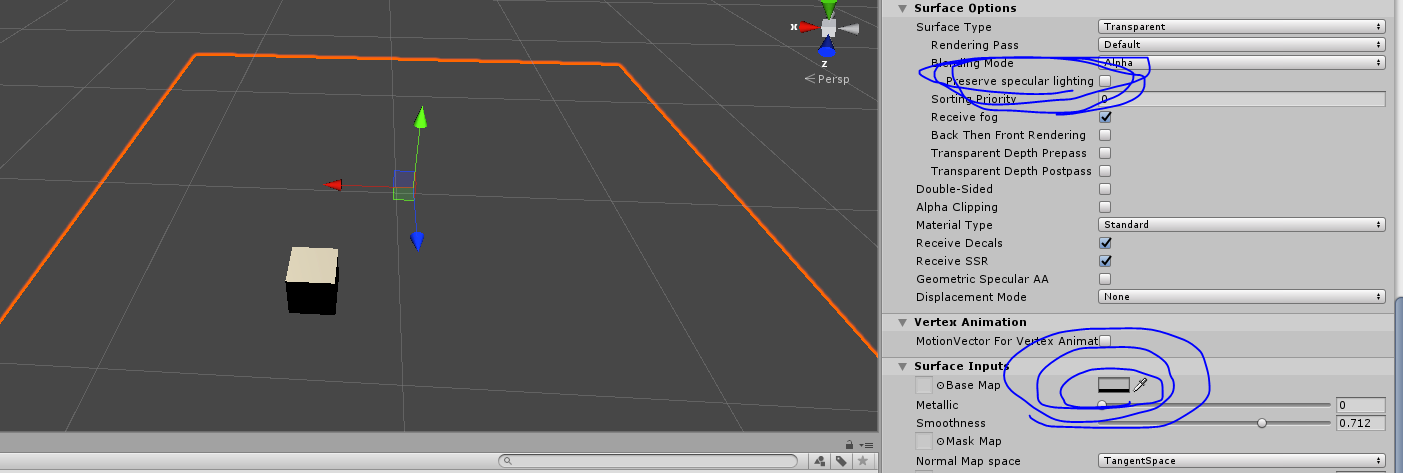 x
z
Persp
Surface Options
Surface Type Transparent
Rendering Pass Default
Blending Mode Alpha
Preserve specular lighting
Sorting Priority 0
Receive fog
Back Then Front Rendering
Transparent Depth Prepass
Transparent Depth Postpass
Double-Sided
Alpha Clipping
Material Type Standard
Receive Decals
Receive SSR
Geometric Specular AA
Displacement Mode None
Vertex Animation
MotionVector For Vertex Animat
Surface Inputs
Base Map
Metallic 0
Smoothness 0.712
Mask Map
Normal Map space TangentSpace